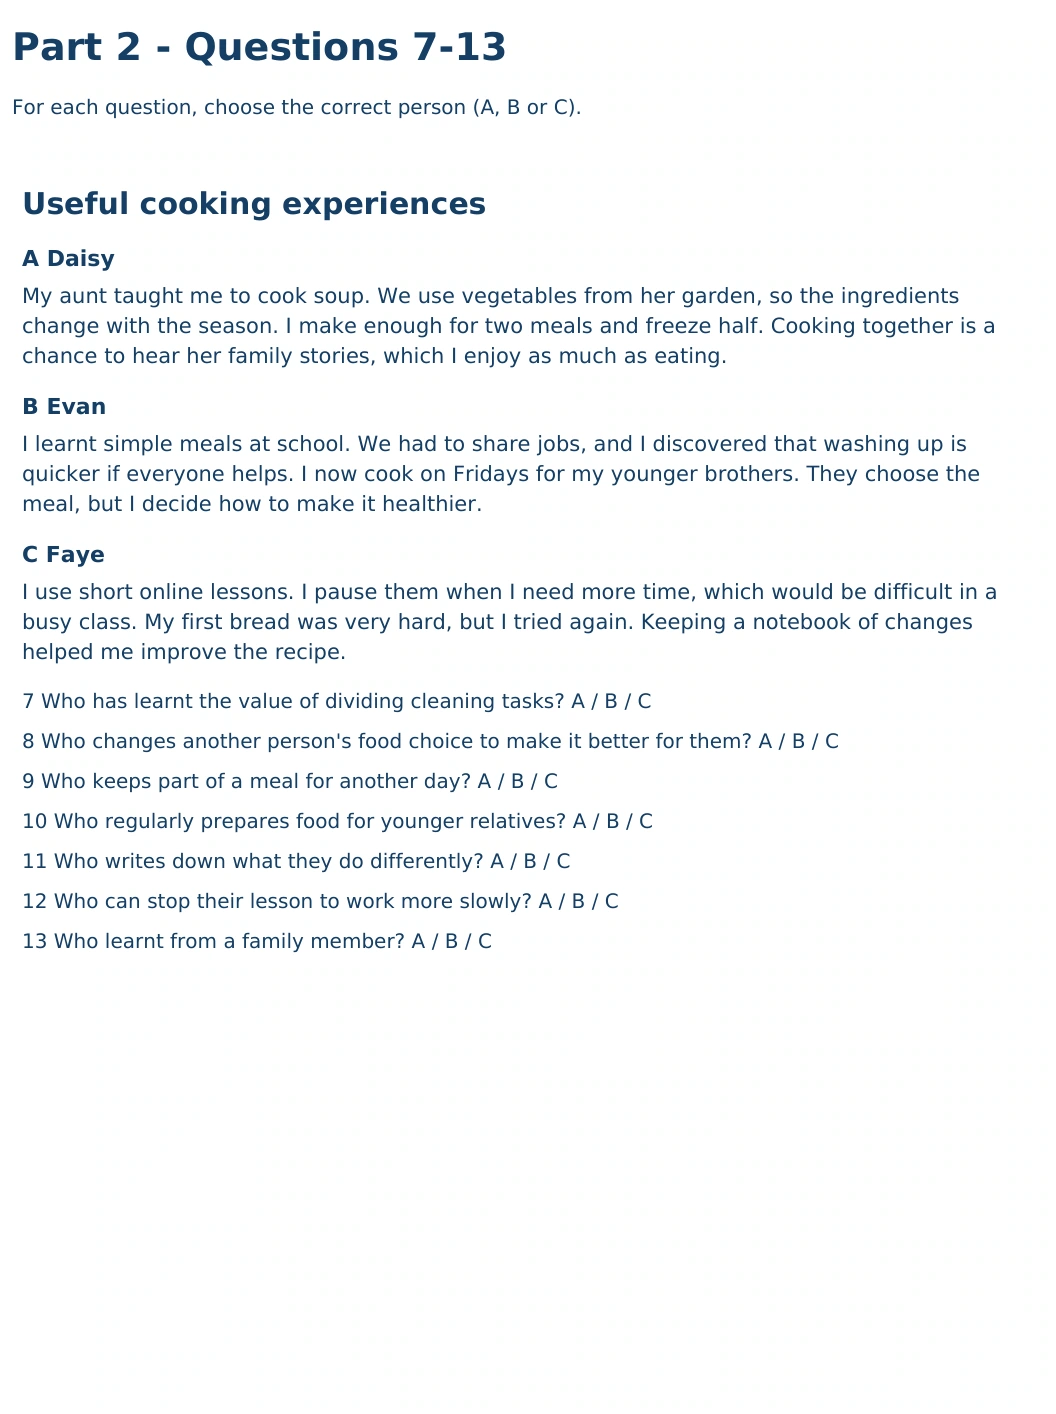 Part 2 - Questions 7-13
For each question, choose the correct person (A, B or C).
Useful cooking experiences
A Daisy
My aunt taught me to cook soup. We use vegetables from her garden, so the ingredients
change with the season. I make enough for two meals and freeze half. Cooking together is a
chance to hear her family stories, which I enjoy as much as eating.
B Evan
I learnt simple meals at school. We had to share jobs, and I discovered that washing up is
quicker if everyone helps. I now cook on Fridays for my younger brothers. They choose the
meal, but I decide how to make it healthier.
C Faye
I use short online lessons. I pause them when I need more time, which would be difficult in a
busy class. My first bread was very hard, but I tried again. Keeping a notebook of changes
helped me improve the recipe.
7 Who has learnt the value of dividing cleaning tasks? A / B / C
8 Who changes another person's food choice to make it better for them? A / B / C
9 Who keeps part of a meal for another day? A / B / C
10 Who regularly prepares food for younger relatives? A / B / C
11 Who writes down what they do differently? A / B / C
12 Who can stop their lesson to work more slowly? A / B / C
13 Who learnt from a family member? A / B / C